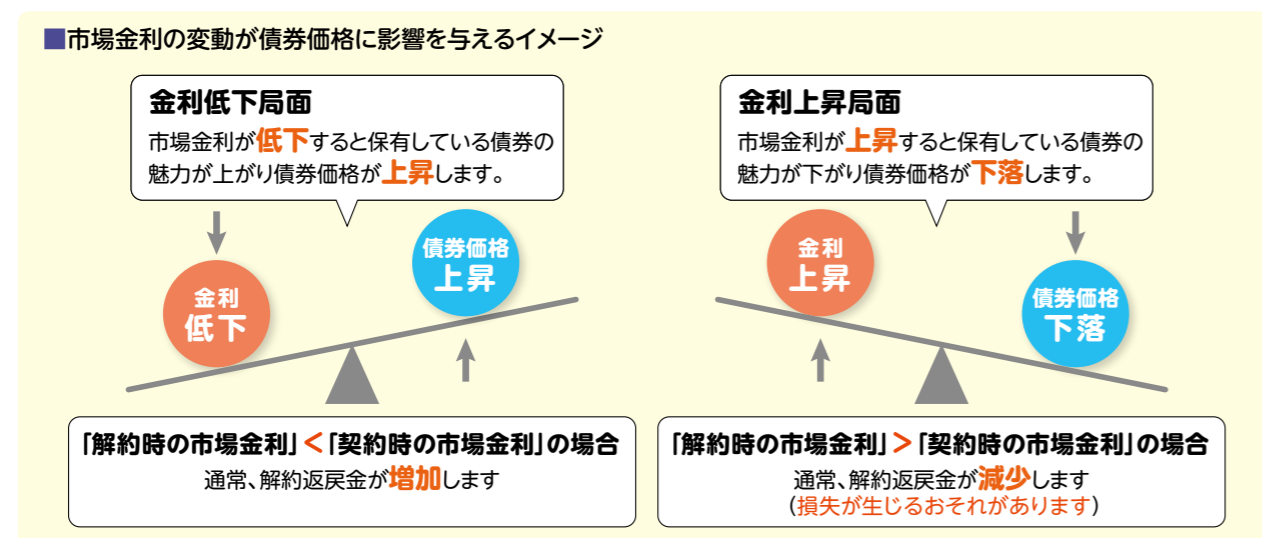 ■市場金利の変動が債券価格に影響を与えるイメージ
金利低下局面
市場金利が低下すると保有している債券の
魅力が上がり債券価格が上昇します。
金利
低下
債券価格
上昇
「解約時の市場金利」<「契約時の市場金利」の場合
通常、解約返戻金が増加します
金利上昇局面
市場金利が上昇すると保有している債券の
魅力が下がり債券価格が下落します。
金利
上昇
債券価格
下落
「解約時の市場金利」>「契約時の市場金利」の場合
通常、解約返戻金が減少します
(損失が生じるおそれがあります)